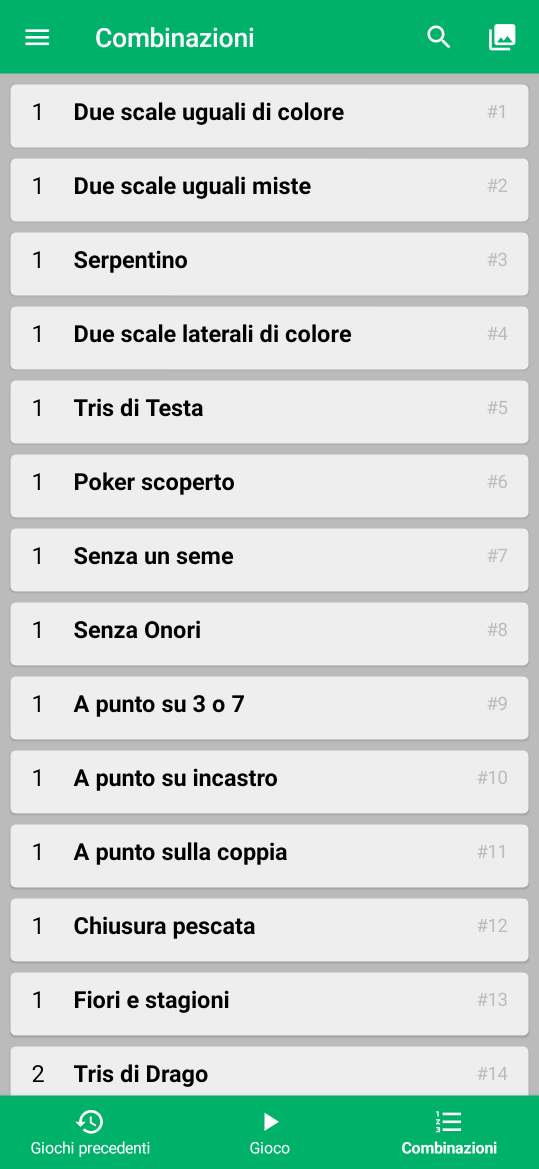 Combinazioni
1 Due scale uguali di colore #1
1 Due scale uguali miste #2
1 Serpentino #3
1 Due scale laterali di colore #4
1 Tris di Testa #5
1 Poker scoperto #6
1 Senza un seme #7
1 Senza Onori #8
1 A punto su 3 o 7 #9
1 A punto su incastro #10
1 A punto sulla coppia #11
1 Chiusura pescata #12
1 Fiori e stagioni #13
2 Tris di Drago #14
Giochi precedenti Gioco Combinazioni